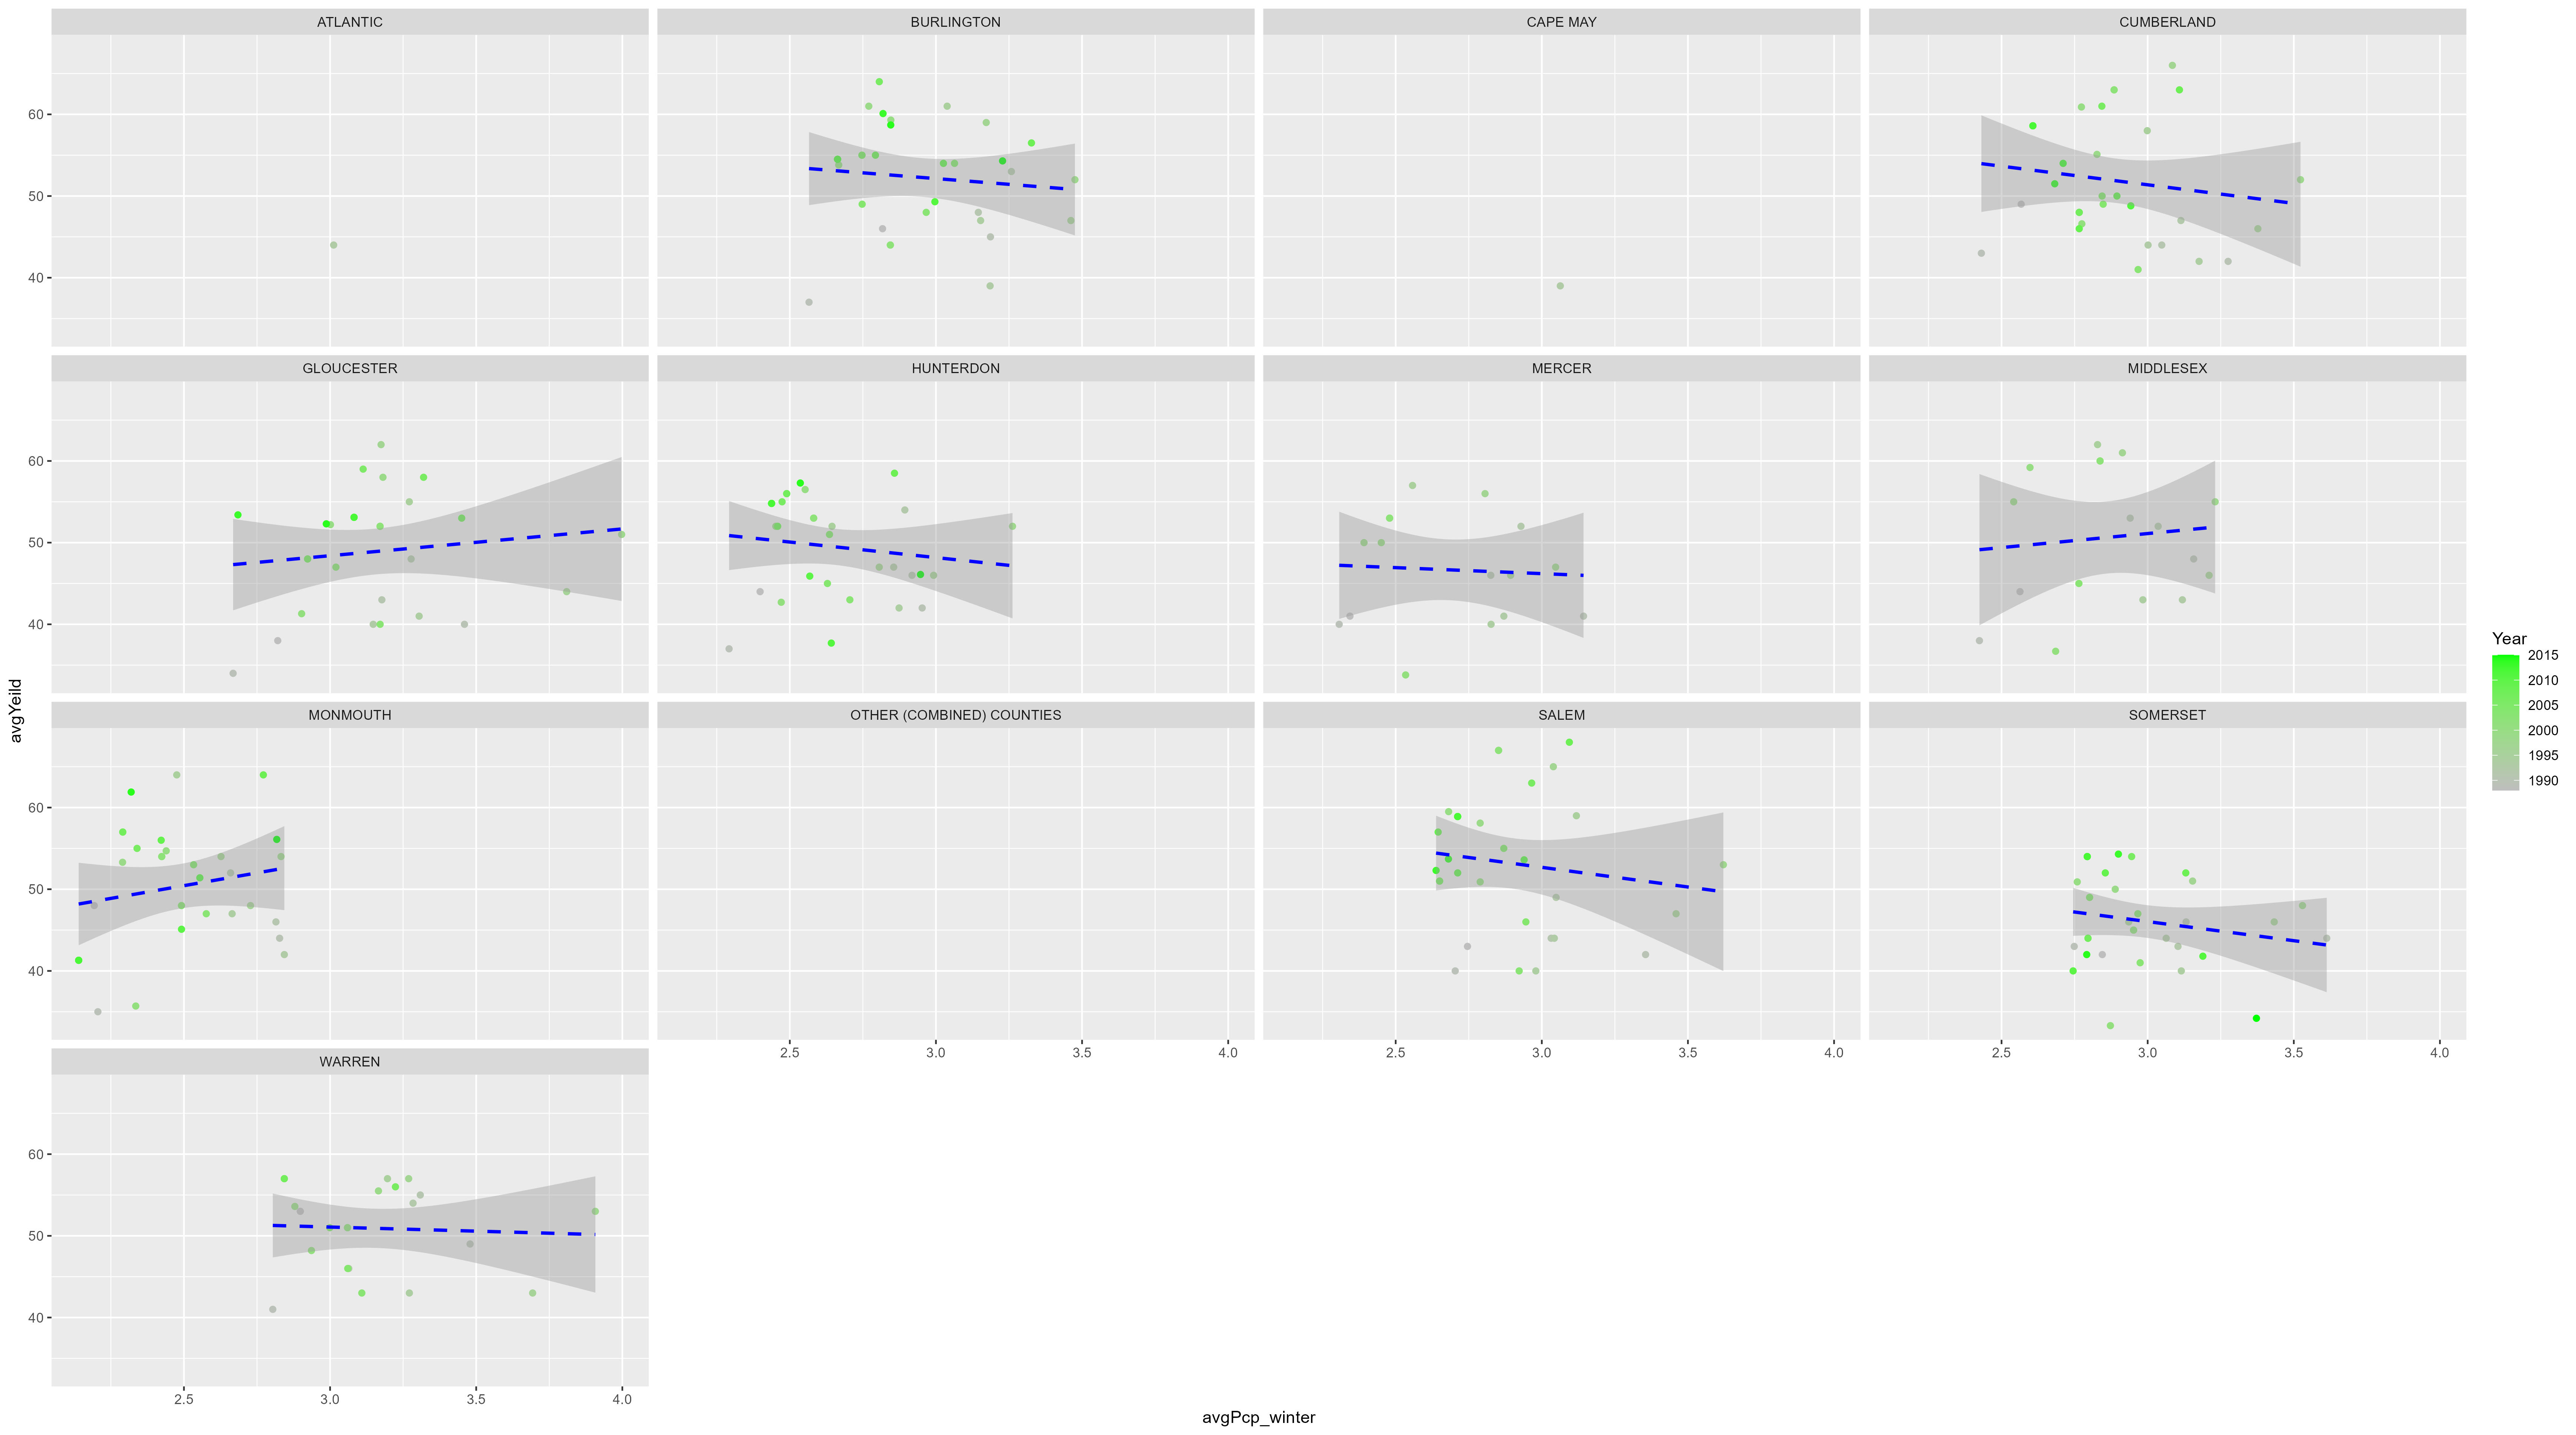 ATLANTIC
BURLINGTON
CAPE MAY
CUMBERLAND
60
50
40
GLOUCESTER
HUNTERDON
MERCER
MIDDLESEX
60
50
40
MONMOUTH
OTHER (COMBINED) COUNTIES
SALEM
SOMERSET
60
50
40
2.5 3.0 3.5 4.0
2.5 3.0 3.5 4.0
2.5 3.0 3.5 4.0
WARREN
60
50
40
2.5 3.0 3.5 4.0
avgPcp_winter
avgYeild
Year
2015
2010
2005
2000
1995
1990